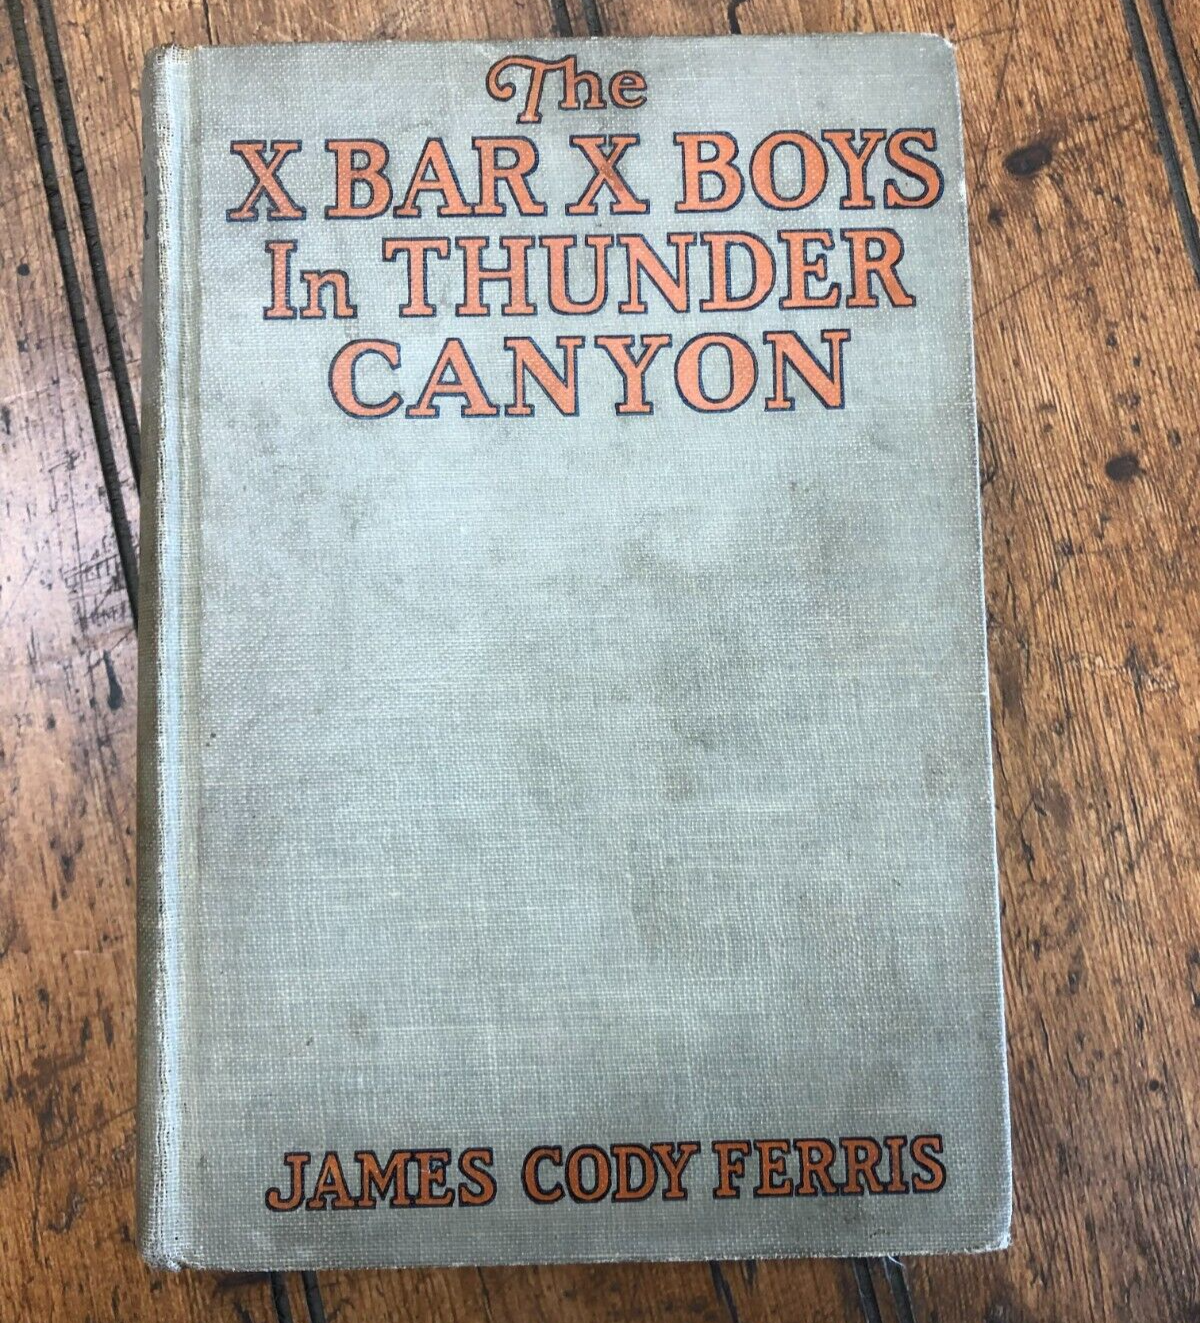 The
X BAR X BOYS
In THUNDER
CANYON
JAMES CODY FERRIS